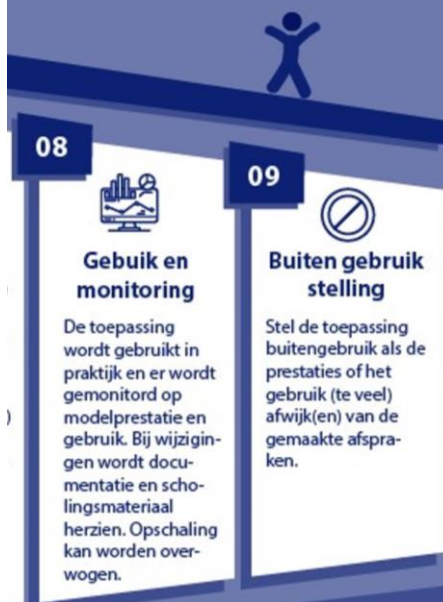 08
Gebuik en
monitoring
De toepassing
wordt gebruikt in
praktijk en er wordt
gemonitord op
modelprestatie en
gebruik. Bij wijzigin-
gen wordt docu-
mentatie en scho-
lingsmateriaal
herzien. Opschaling
kan worden over-
wogen.
09
Buiten gebruik
stelling
Stel de toepassing
buitengebruik als de
prestaties of het
gebruik (te veel)
afwijk(en) van de
gemaakte afspra-
ken.